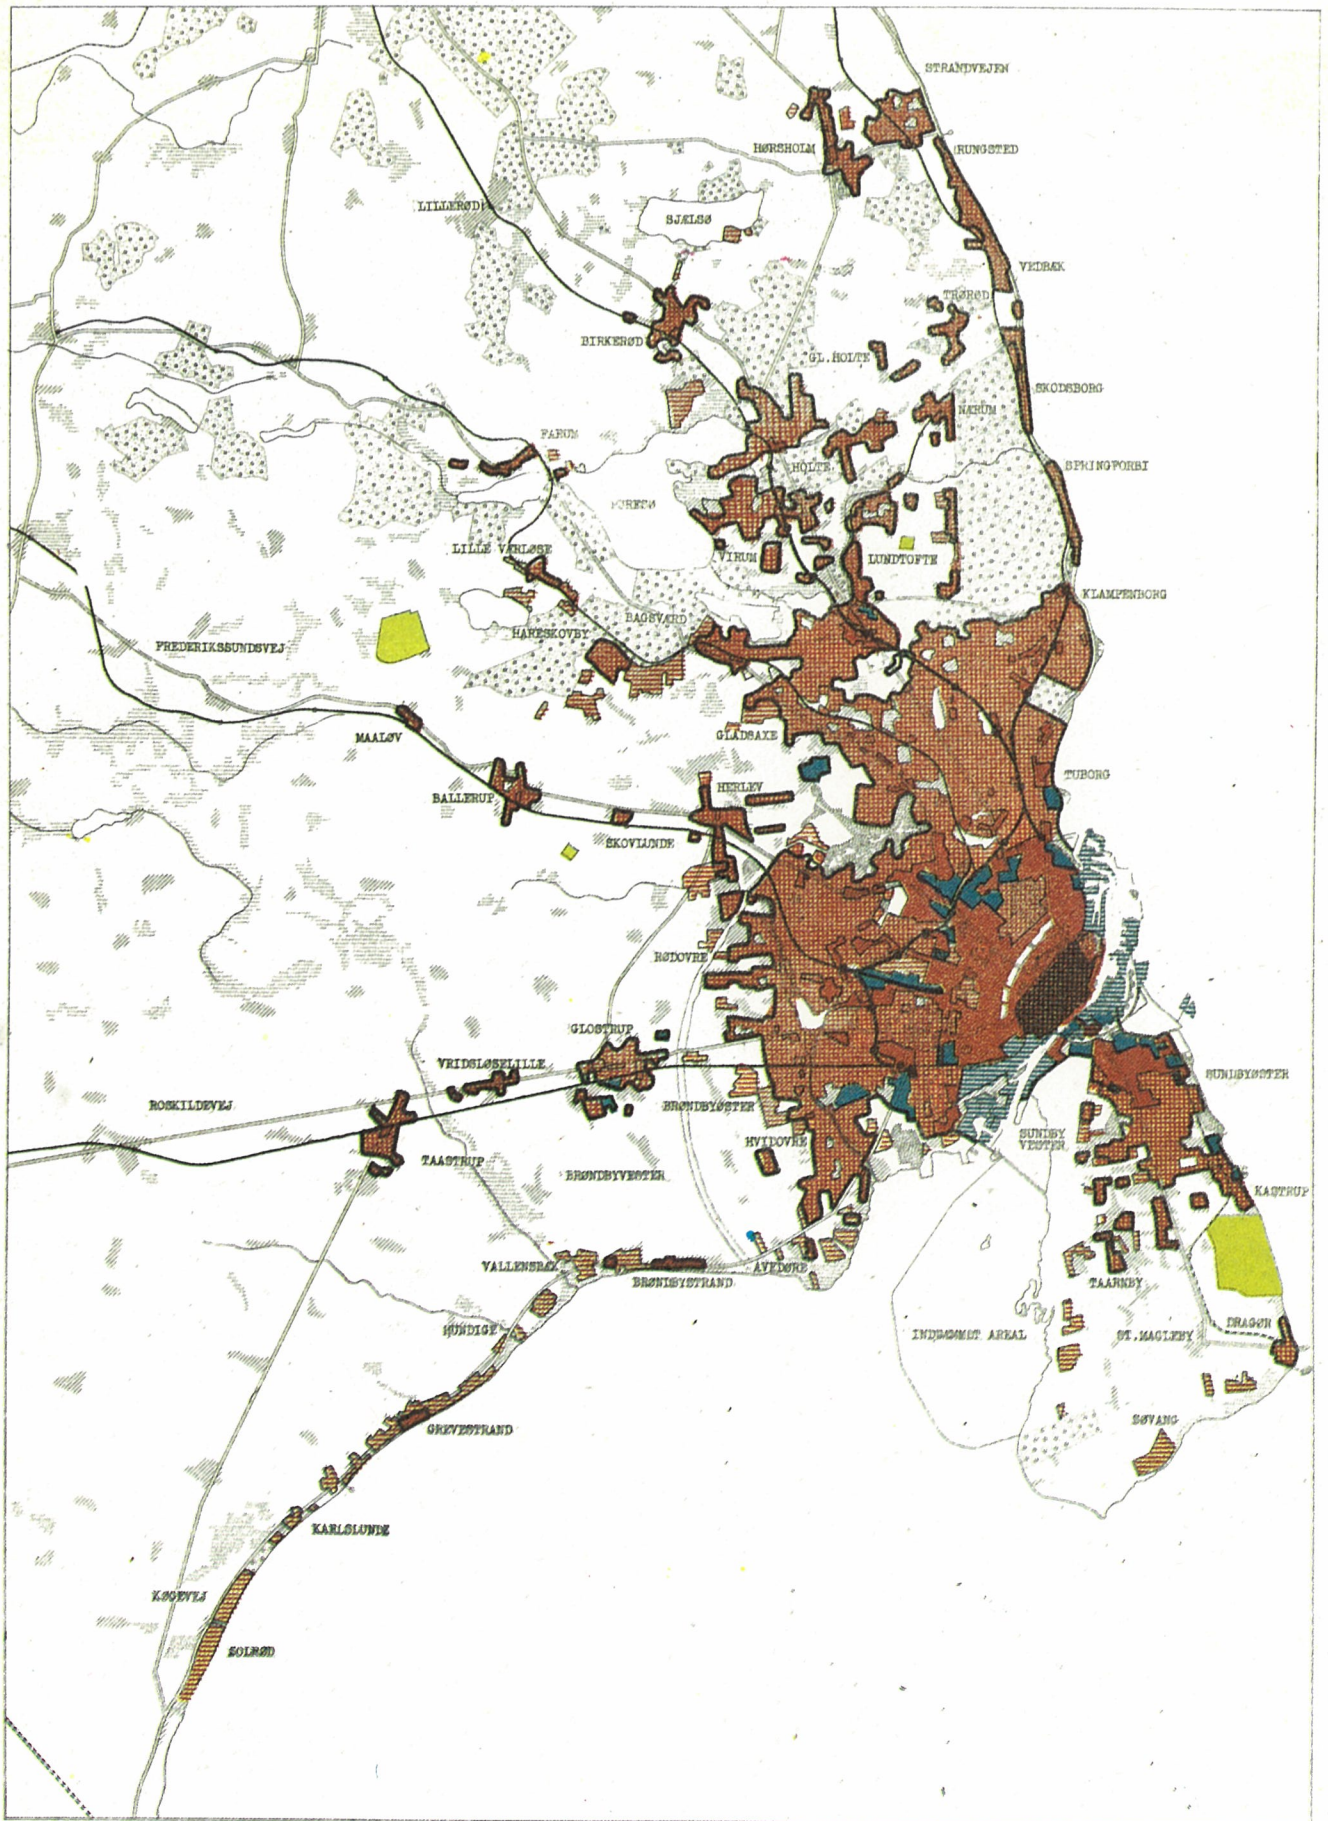 STRANDVEJEN
HØRSHOLM
RUNGSTED
LILLERØD
SJÆLSØ
VEDBÆK
TRØRØD
BIRKERØD
GL. HOLTE
SKODSBORG
NÆRUM
FARUM
HOLTE
SPRINGFORBI
FURESØ
LILLE VÆRLØSE
VIRUM
LUNDTOFTE
KLAMPENBORG
BAGSVÆRD
HARESKOVBY
FREDERIKSSUNDSVEJ
MAALØV
GLADSAXE
TUBORG
HERLEV
BALLERUP
SKOVLUNDE
RØDOVRE
GLOSTRUP
VRIDSLØSELILLE
SUNDBYØSTER
ROSKILDEVEJ
BRØNDBYØSTER
HVIDOVRE
SUNDBY
VESTER
TAASTRUP
BRØNDBYVESTER
KASTRUP
VALLENSBÆK
AVEDØRE
BRØNDBYSTRAND
TAARNBY
HUNDIGE
INDDÆMMET AREAL
ST. MAGLEBY
DRAGØR
GREVESTRAND
SØVANG
KARLSLUNDE
KØGEVEJ
SOLRØD